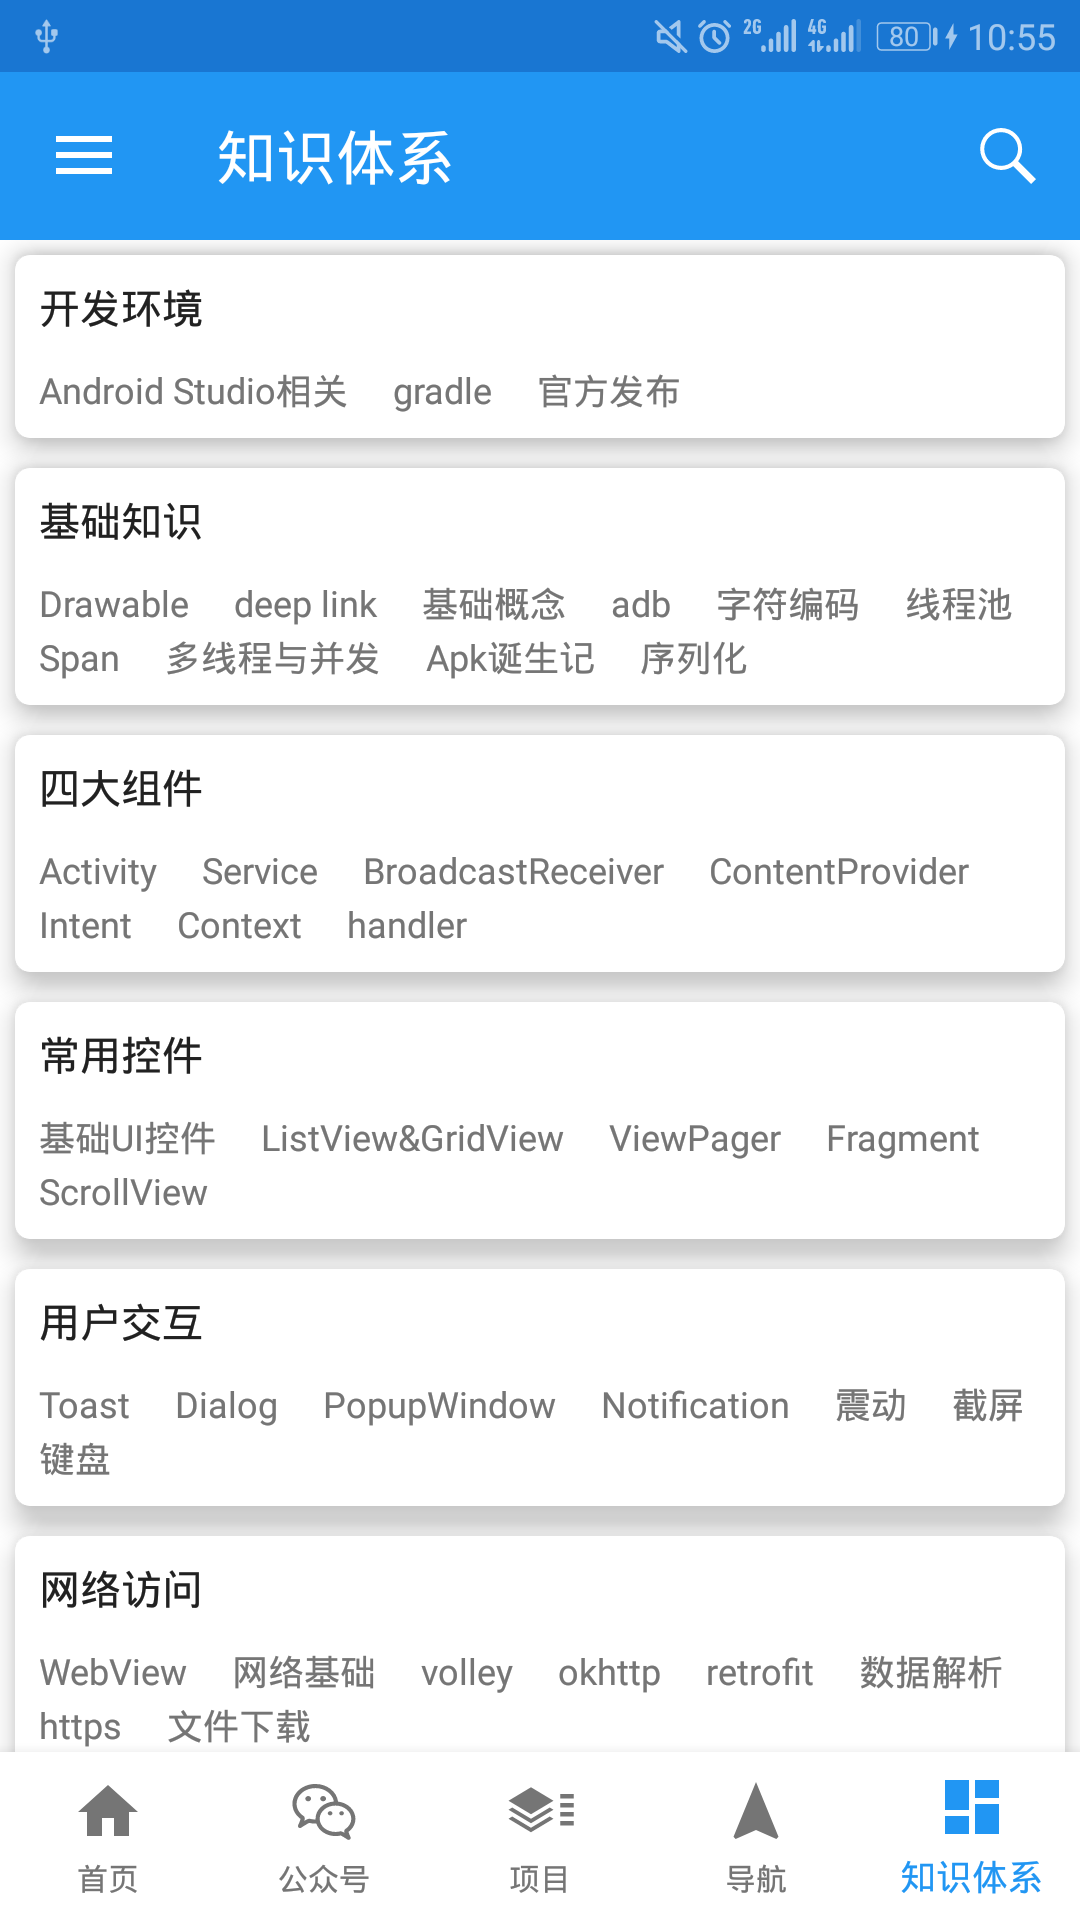 2G 4G 80 10:55
知识体系
开发环境
Android Studio相关 gradle 官方发布
基础知识
Drawable deep link 基础概念 adb 字符编码 线程池
Span 多线程与并发 Apk诞生记 序列化
四大组件
Activity Service BroadcastReceiver ContentProvider
Intent Context handler
常用控件
基础UI控件 ListView&GridView ViewPager Fragment
ScrollView
用户交互
Toast Dialog PopupWindow Notification 震动 截屏
键盘
网络访问
WebView 网络基础 volley okhttp retrofit 数据解析
https 文件下载
首页 公众号 项目 导航 知识体系